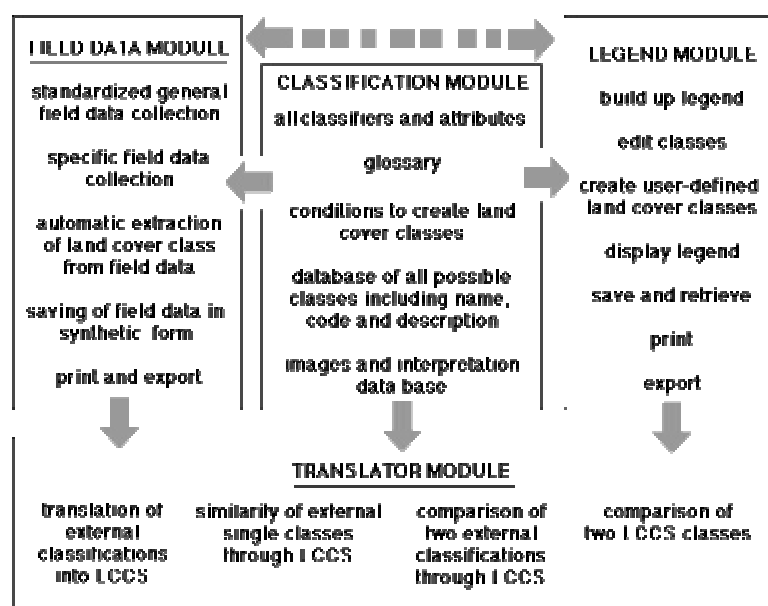 FIELD DATA MODULE
standardized general
field data collection
specific field data
collection
automatic extraction
of land cover class
from field data
saving of field data in
synthetic form
print and export
CLASSIFICATION MODULE
all classifiers and attributes
glossary
conditions to create land
cover classes
database of all possible
classes including name,
code and description
images and interpretation
data base
LEGEND MODULE
build up legend
edit classes
create user-defined
land cover classes
display legend
save and retrieve
print
export
TRANSLATOR MODULE
translation of
external
classifications
into LCCS
similarity of external
single classes
through LCCS
comparison of
two external
classifications
through LCCS
comparison of
two LCCS classes